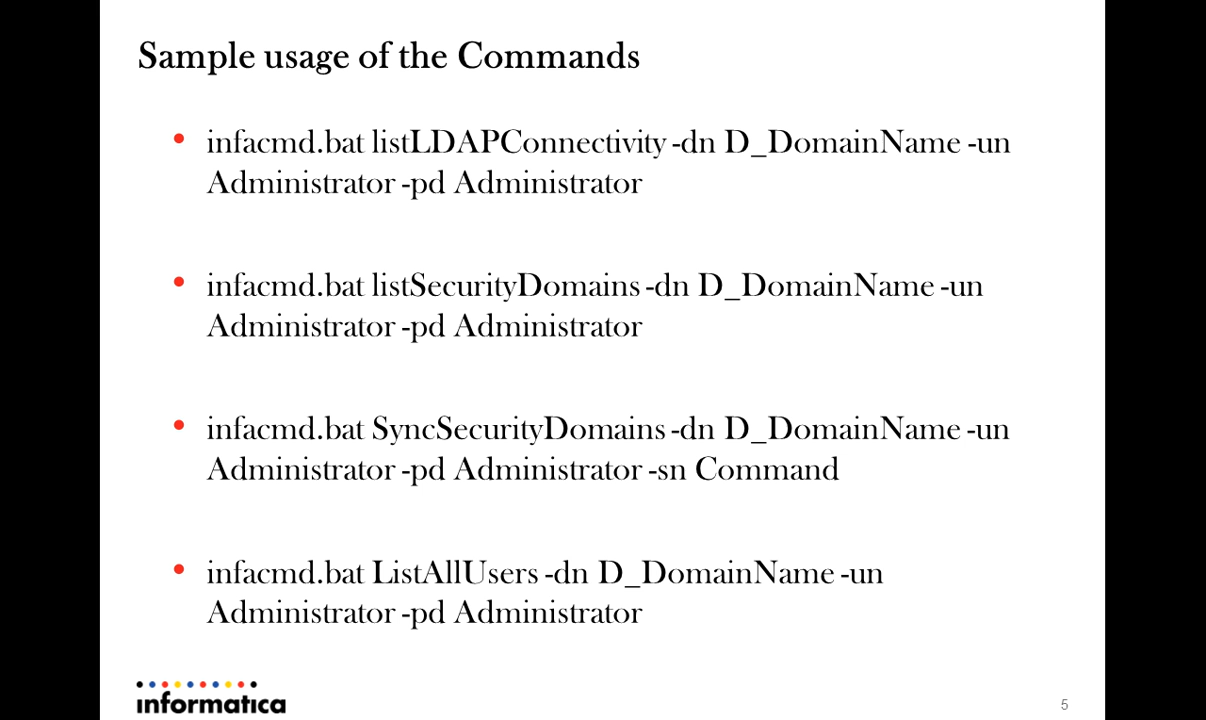 Sample usage of the Commands
• infacmd.bat listLDAPConnectivity -dn D_DomainName -un
Administrator -pd Administrator
• infacmd.bat listSecurityDomains -dn D_DomainName -un
Administrator -pd Administrator
• infacmd.bat SyncSecurityDomains -dn D_DomainName -un
Administrator -pd Administrator -sn Command
• infacmd.bat ListAllUsers -dn D_DomainName -un
Administrator -pd Administrator
informatica
5